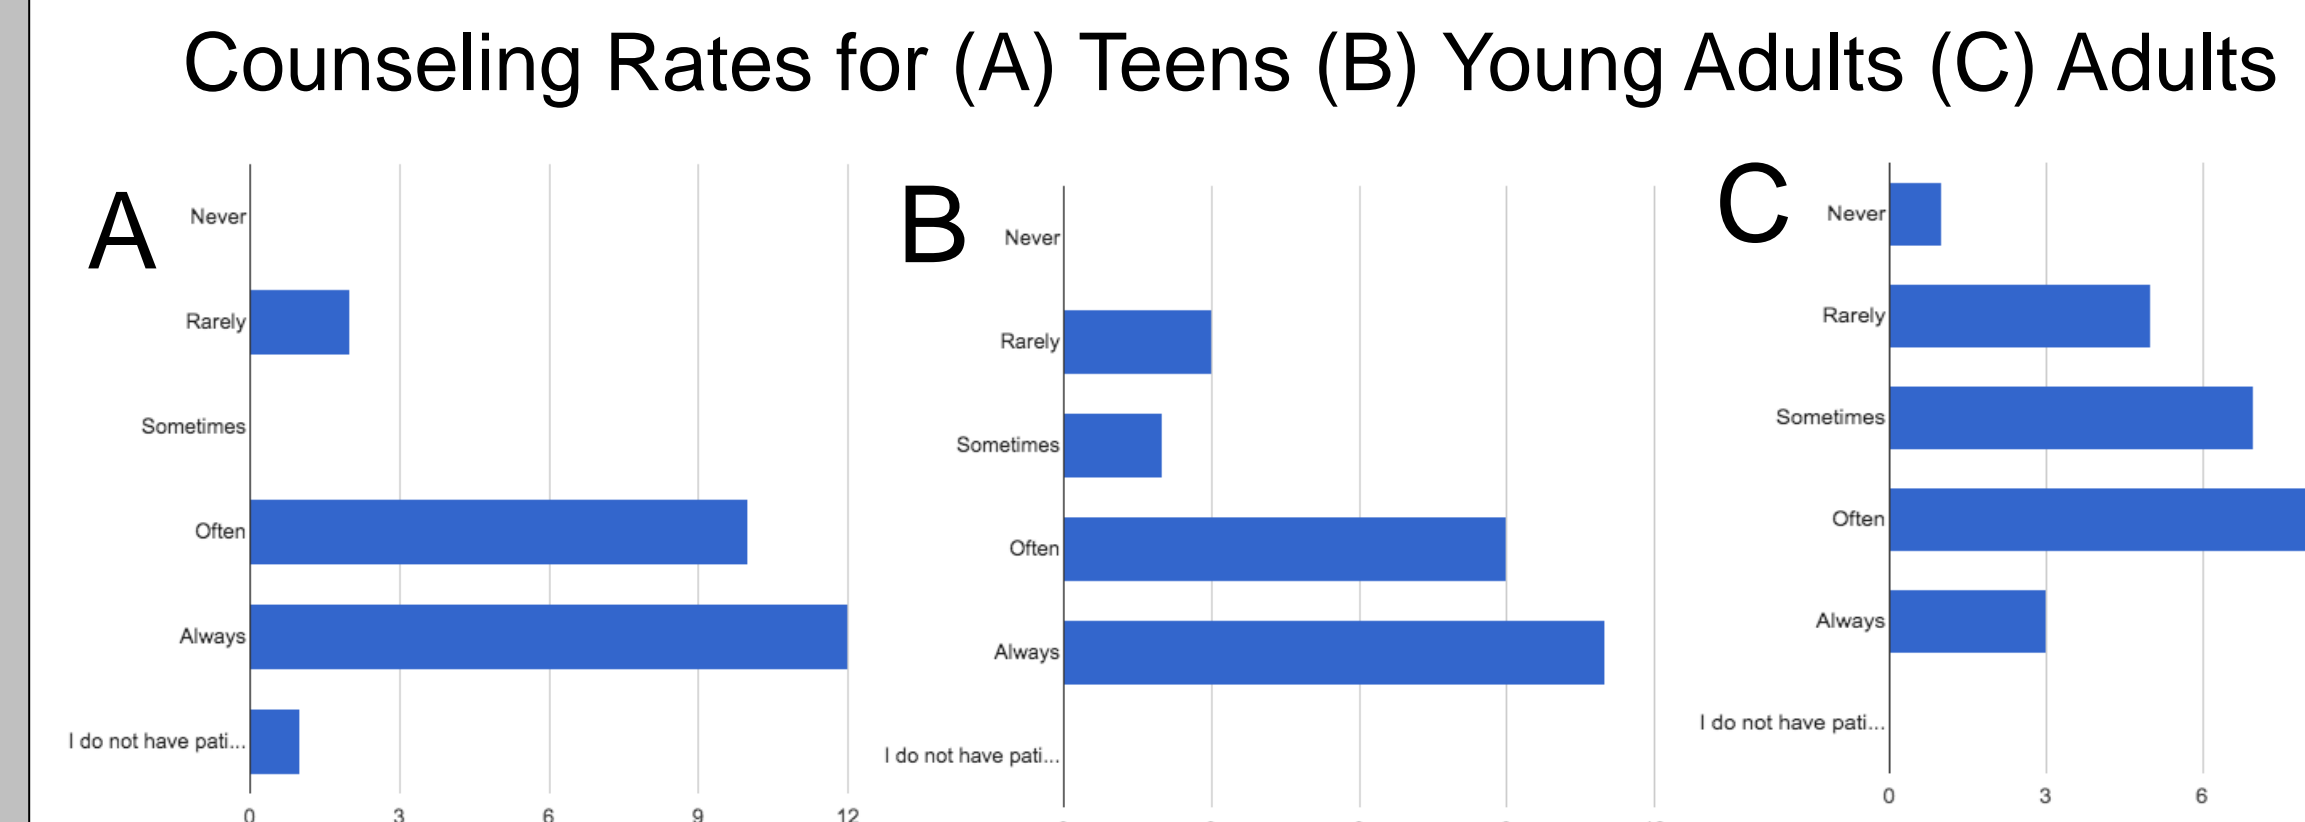 Counseling Rates for (A) Teens (B) Young Adults (C) Adults
A
Never
Rarely
Sometimes
Often
Always
I do not have pati...
0 3 6 9 12
B
Never
Rarely
Sometimes
Often
Always
I do not have pati...
C
Never
Rarely
Sometimes
Often
Always
I do not have pati...
0 3 6